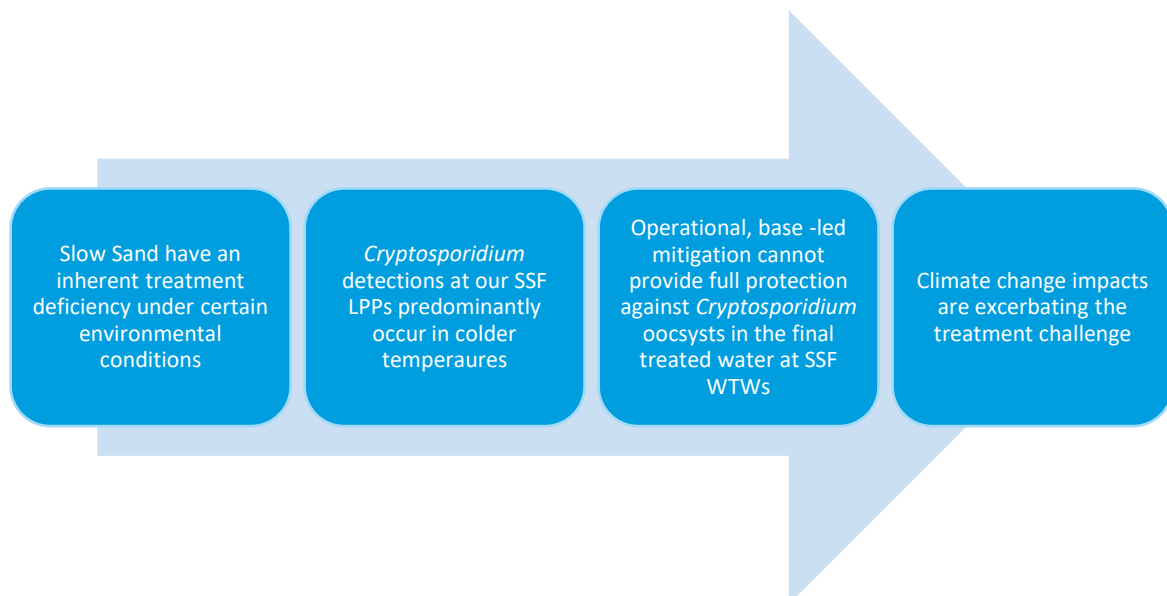 Slow Sand have an
inherent treatment
deficiency under certain
environmental
conditions
Cryptosporidium
detections at our SSF
LPPs predominantly
occur in colder
temperaures
Operational, base -led
mitigation cannot
provide full protection
against Cryptosporidium
oocsysts in the final
treated water at SSF
WTWs
Climate change impacts
are excerbating the
treatment challenge